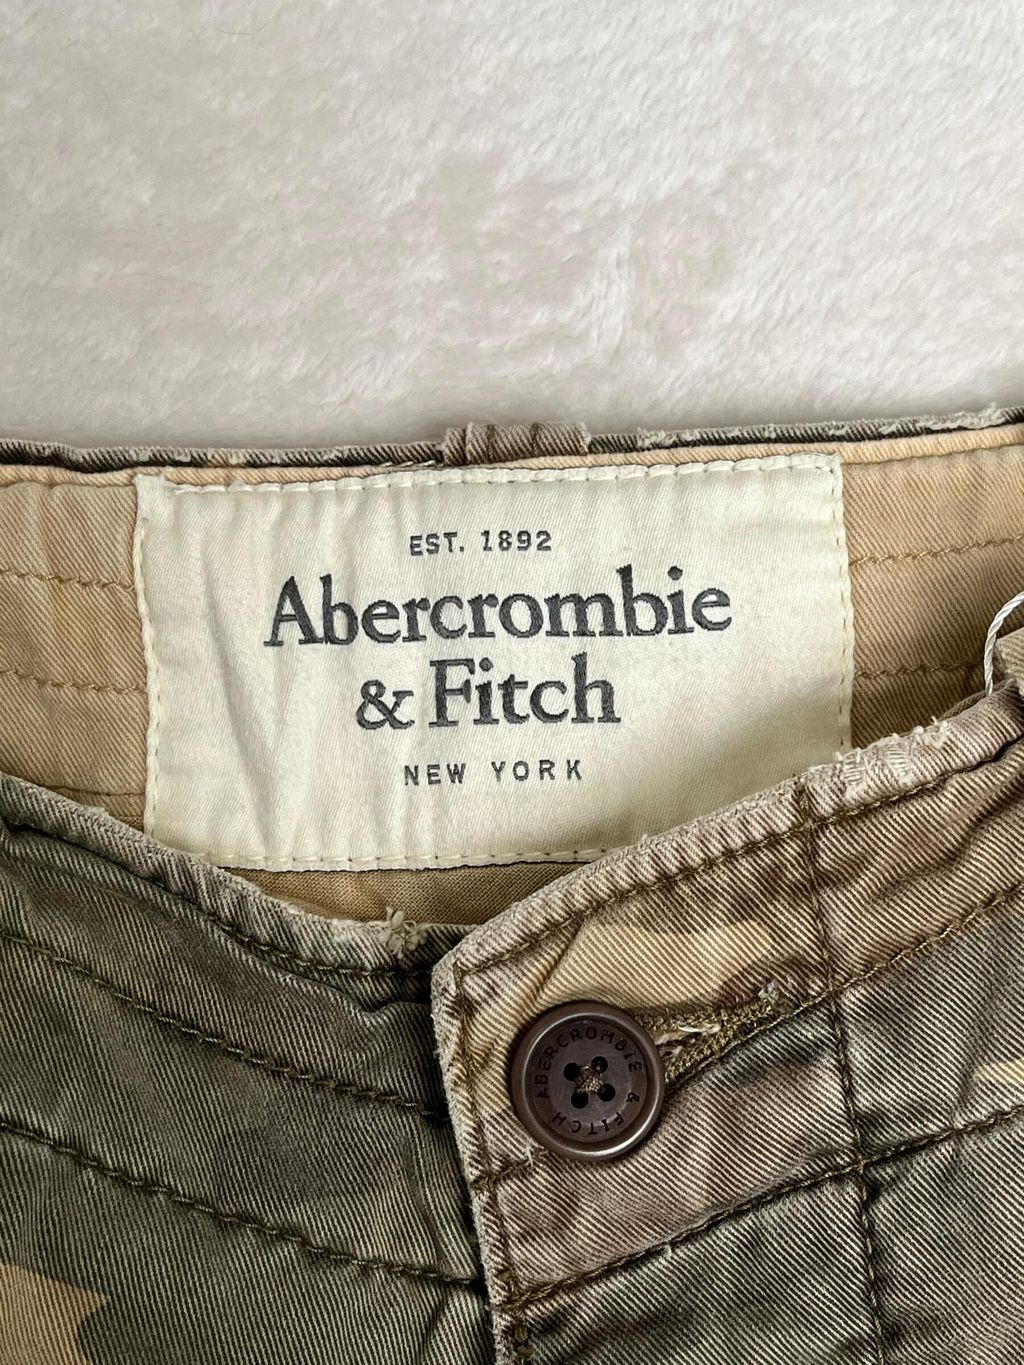 EST. 1892
Abercrombie
& Fitch
NEW YORK
ABERCROMBIE & FITCH